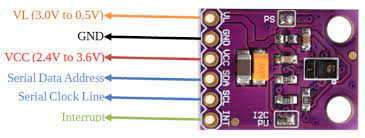 VL (3.0V to 0.5V)
GND
VCC (2.4V to 3.6V)
Serial Data Address
Serial Clock Line
Interrupt
VL
GND
VCC
SDA
SCL
INT
PS
I2C
PU